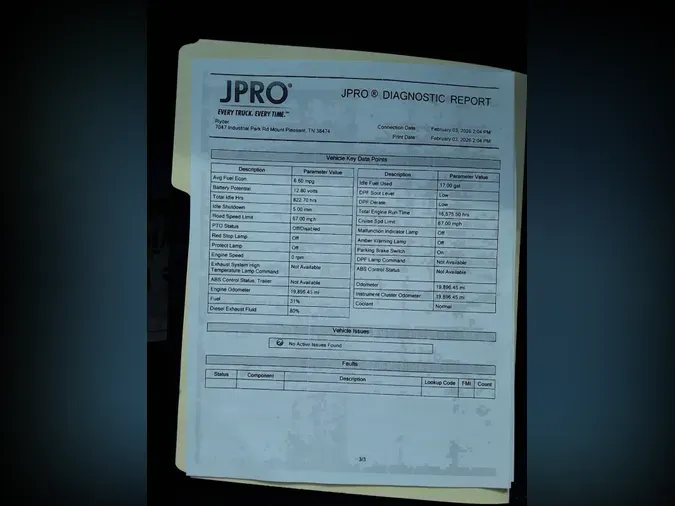 JPRO®
EVERY TRUCK. EVERY TIME.™
JPRO® DIAGNOSTIC REPORT
Ryder
7047 Industrial Park Rd Mount Pleasant, TN 38474
Connection Date: February 03, 2026 2:04 PM
Print Date: February 03, 2026 2:04 PM
Vehicle Key Data Points
Description Parameter Value
Avg Fuel Econ 6.60 mpg
Battery Potential 12.80 volts
Total Idle Hrs 822.70 hrs
Idle Shutdown 5.00 min
Road Speed Limit 67.00 mph
PTO Status Off/Disabled
Red Stop Lamp Off
Protect Lamp Off
Engine Speed 0 rpm
Exhaust System High
Temperature Lamp Command Not Available
ABS Control Status, Trailer Not Available
Engine Odometer 19,896.45 mi
Fuel 31%
Diesel Exhaust Fluid 80%
Description Parameter Value
Idle Fuel Used 17.00 gal
DPF Soot Level Low
DPF Derate Low
Total Engine Run Time 16,575.50 hrs
Cruise Spd Limit 67.00 mph
Malfunction Indicator Lamp Off
Amber Warning Lamp Off
Parking Brake Switch On
DPF Lamp Command Not Available
ABS Control Status Not Available
Odometer 19,896.45 mi
Instrument Cluster Odometer 19,896.45 mi
Coolant Normal
Vehicle Issues
No Active Issues Found
Faults
Status Component Description Lookup Code FMI Count
3/3